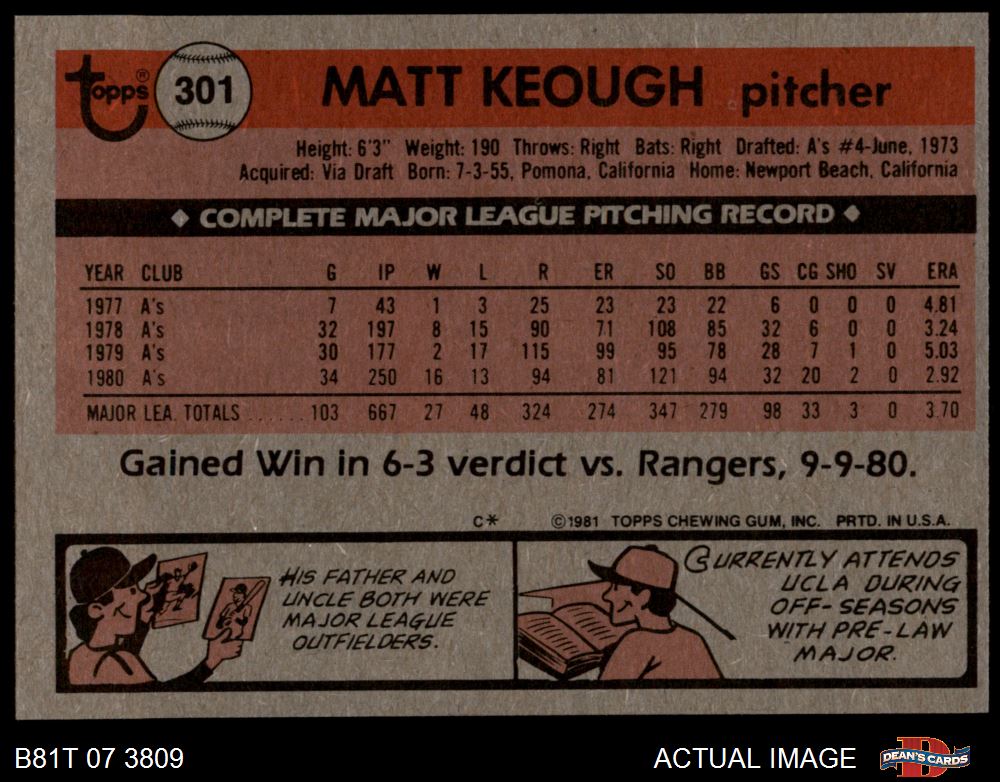 Topps® 301 MATT KEOUGH pitcher
Height: 6'3" Weight: 190 Throws: Right Bats: Right Drafted: A's #4-June, 1973
Acquired: Via Draft Born: 7-3-55, Pomona, California Home: Newport Beach, California
◆ COMPLETE MAJOR LEAGUE PITCHING RECORD ◆
YEAR CLUB G IP W L R ER SO BB GS CG SHO SV ERA
1977 A's 7 43 1 3 25 23 23 22 6 0 0 0 4.81
1978 A's 32 197 8 15 90 71 108 85 32 6 0 0 3.24
1979 A's 30 177 2 17 115 99 95 78 28 7 1 0 5.03
1980 A's 34 250 16 13 94 81 121 94 32 20 2 0 2.92
MAJOR LEA. TOTALS ...... 103 667 27 48 324 274 347 279 98 33 3 0 3.70
Gained Win in 6-3 verdict vs. Rangers, 9-9-80.
C* ©1981 TOPPS CHEWING GUM, INC. PRTD. IN U.S.A.
HIS FATHER AND
UNCLE BOTH WERE
MAJOR LEAGUE
OUTFIELDERS.
CURRENTLY ATTENDS
UCLA DURING
OFF-SEASONS
WITH PRE-LAW
MAJOR.
B81T 07 3809 ACTUAL IMAGE DEAN'S CARDS